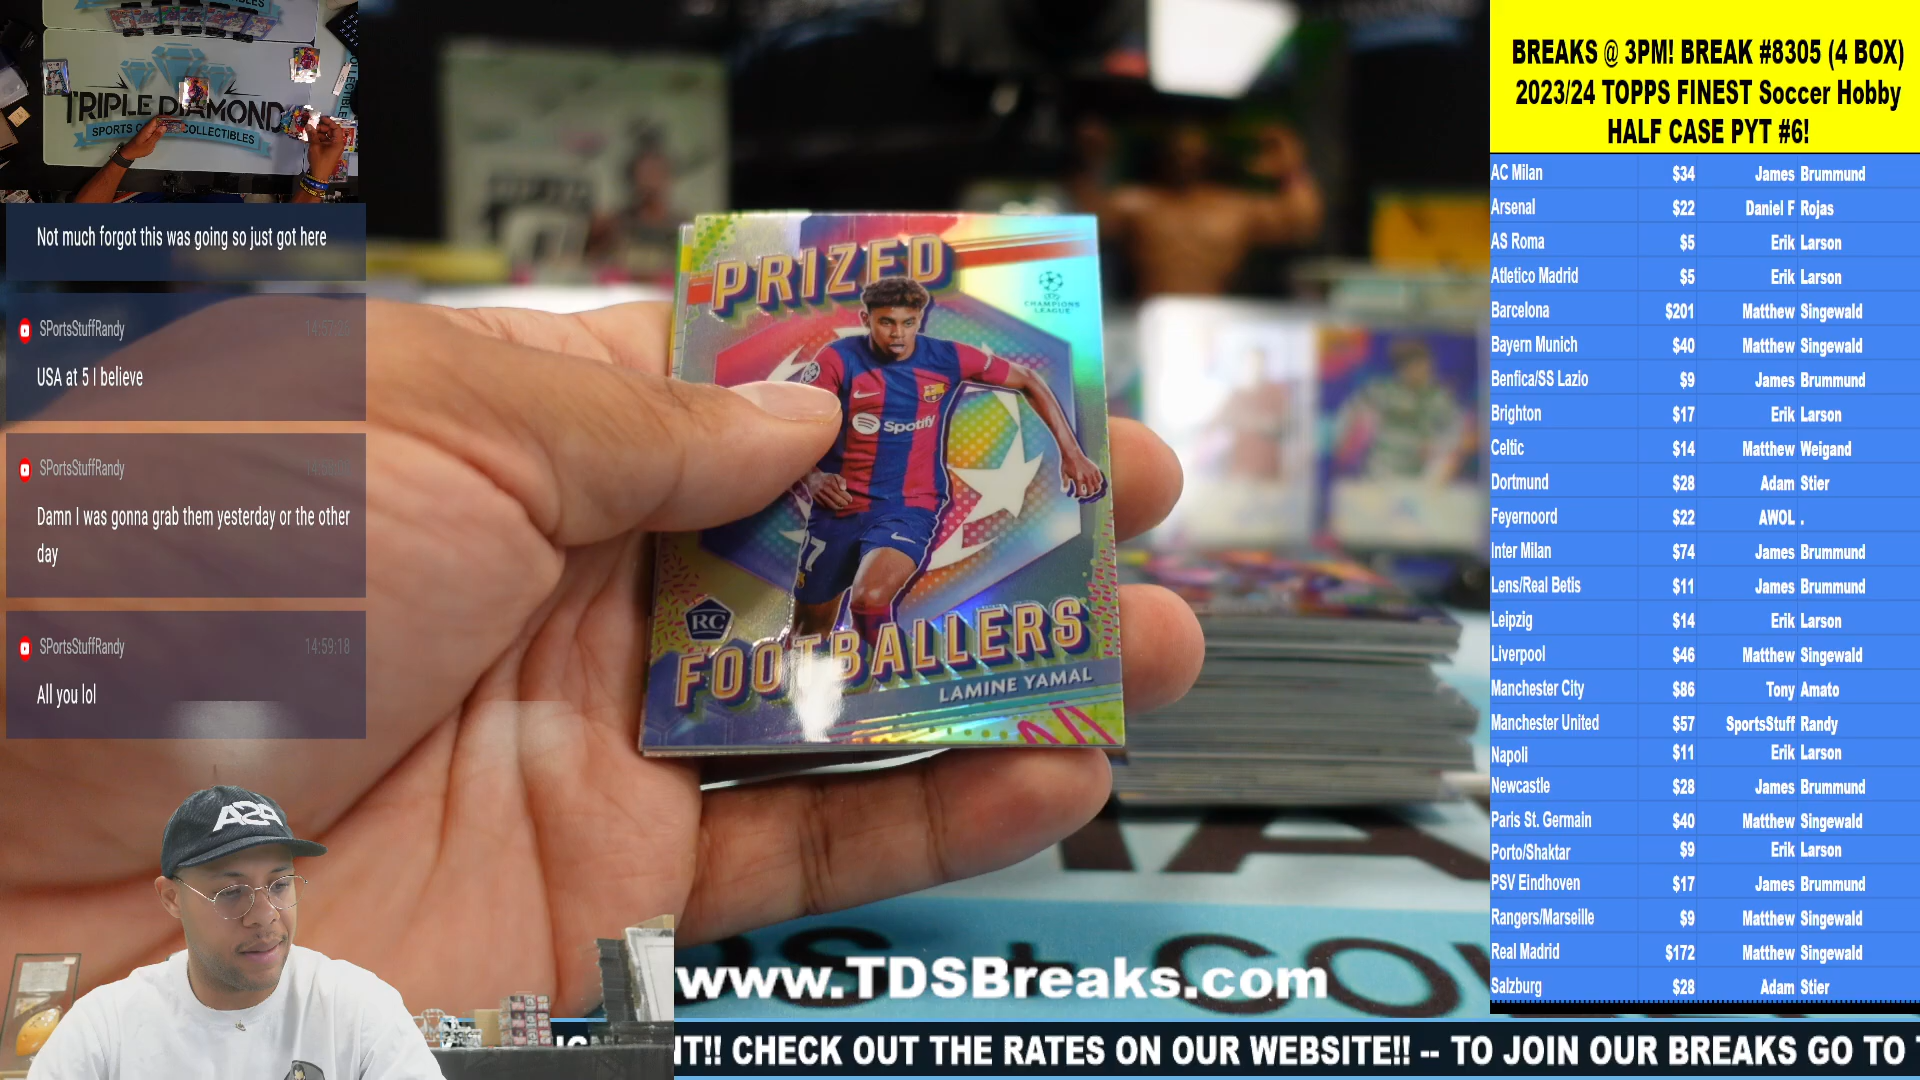 TRIPLE DIAMOND
SPORTS
COLLECTIBLES
Not much forgot this was going so just got here
SPortsStuffRandy
USA at 5 I believe
SPortsStuffRandy
Damn I was gonna grab them yesterday or the other
day
SPortsStuffRandy 14:59:18
All you lol
PRIZED
CHAMPIONS
LEAGUE
Spotify
RC
FOOTBALLERS
LAMINE YAMAL
www.TDSBreaks.com
NT!! CHECK OUT THE RATES ON OUR WEBSITE!! -- TO JOIN OUR BREAKS GO TO
BREAKS @ 3PM! BREAK #8305 (4 BOX)
2023/24 TOPPS FINEST Soccer Hobby
HALF CASE PYT #6!
AC Milan $34 James Brummund
Arsenal $22 Daniel F Rojas
AS Roma $5 Erik Larson
Atletico Madrid $5 Erik Larson
Barcelona $201 Matthew Singewald
Bayern Munich $40 Matthew Singewald
Benfica/SS Lazio $9 James Brummund
Brighton $17 Erik Larson
Celtic $14 Matthew Weigand
Dortmund $28 Adam Stier
Feyernoord $22 AWOL .
Inter Milan $74 James Brummund
Lens/Real Betis $11 James Brummund
Leipzig $14 Erik Larson
Liverpool $46 Matthew Singewald
Manchester City $86 Tony Amato
Manchester United $57 SportsStuff Randy
Napoli $11 Erik Larson
Newcastle $28 James Brummund
Paris St. Germain $40 Matthew Singewald
Porto/Shaktar $9 Erik Larson
PSV Eindhoven $17 James Brummund
Rangers/Marseille $9 Matthew Singewald
Real Madrid $172 Matthew Singewald
Salzburg $28 Adam Stier